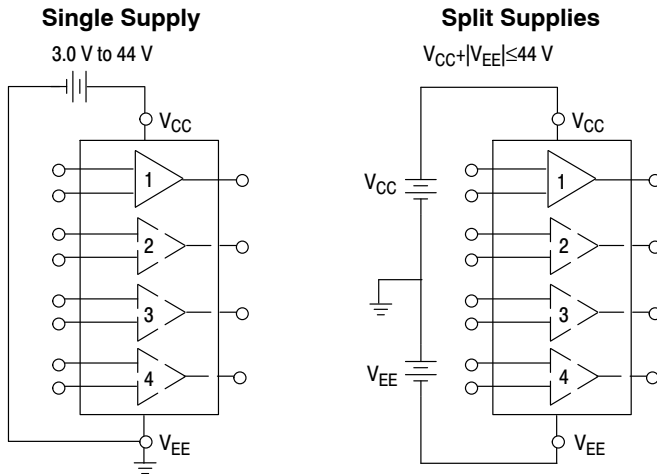 Single Supply
3.0 V to 44 V
VCC
1
2
3
4
VEE
Split Supplies
VCC+|VEE|≤44 V
VCC
VCC
1
2
3
4
VEE
VEE